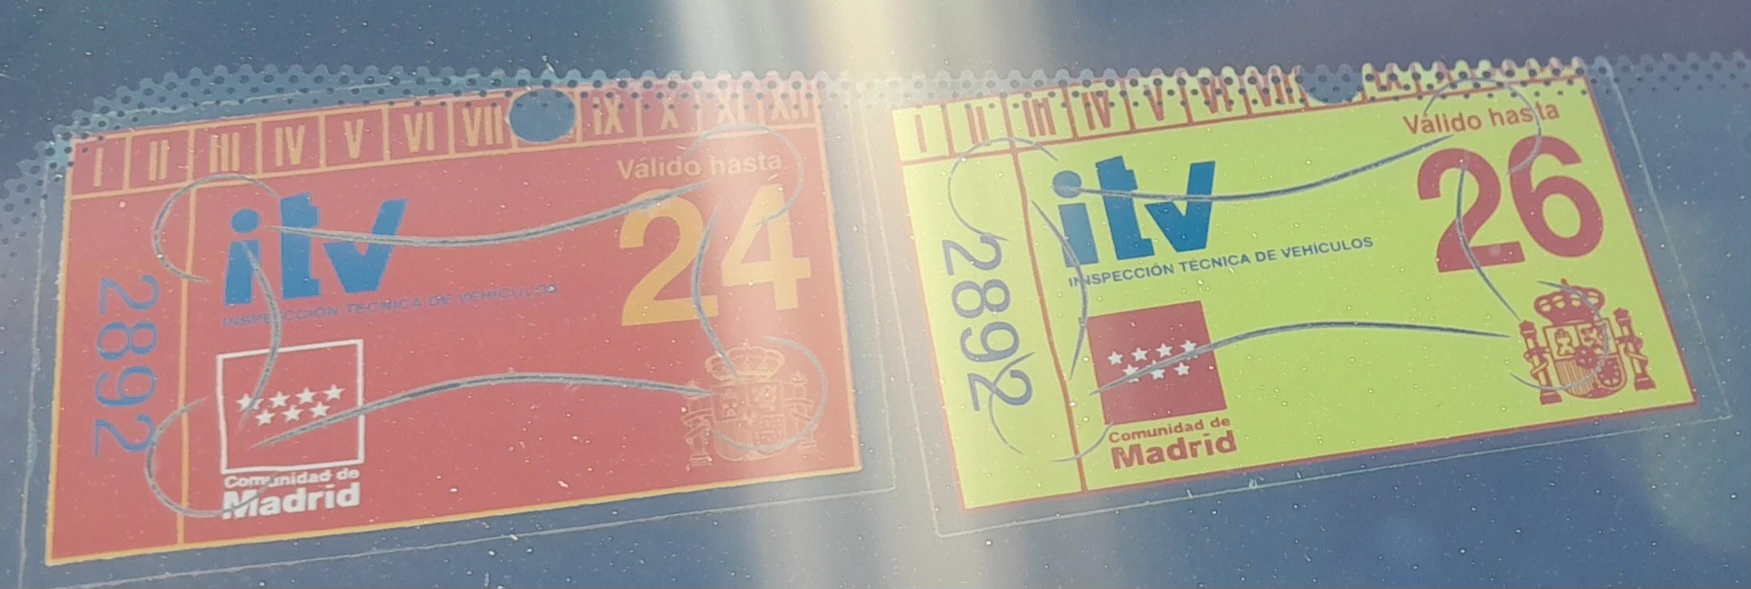 I II III IV V VI VII IX X XI XII
Válido hasta
24
itv
INSPECCIÓN TÉCNICA DE VEHÍCULOS
2892
Comunidad de
Madrid
I II III IV V VI VII IX
Válido hasta
26
itv
INSPECCIÓN TÉCNICA DE VEHÍCULOS
2892
Comunidad de
Madrid